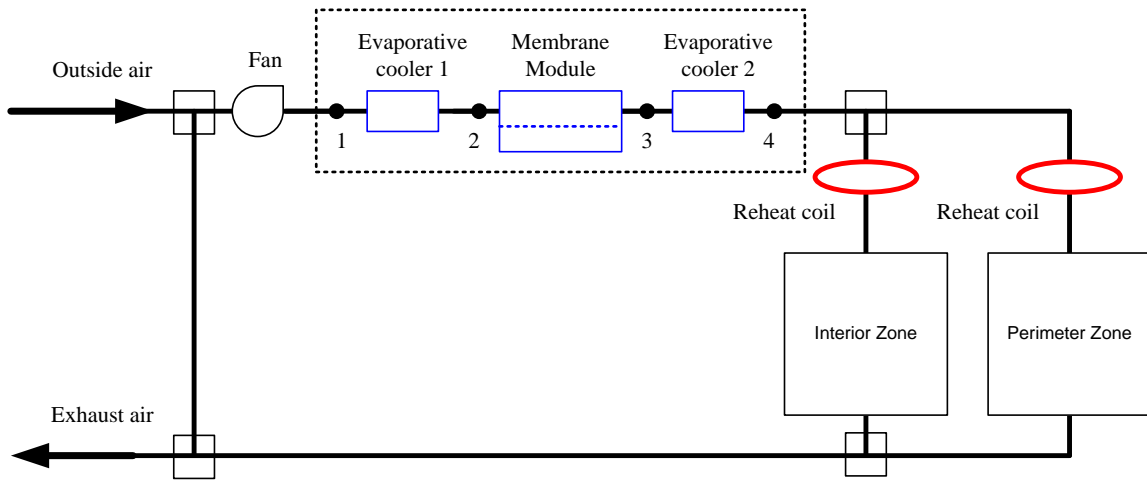 Outside air
Fan
Evaporative
cooler 1
Membrane
Module
Evaporative
cooler 2
1
2
3
4
Reheat coil
Reheat coil
Interior Zone
Perimeter Zone
Exhaust air